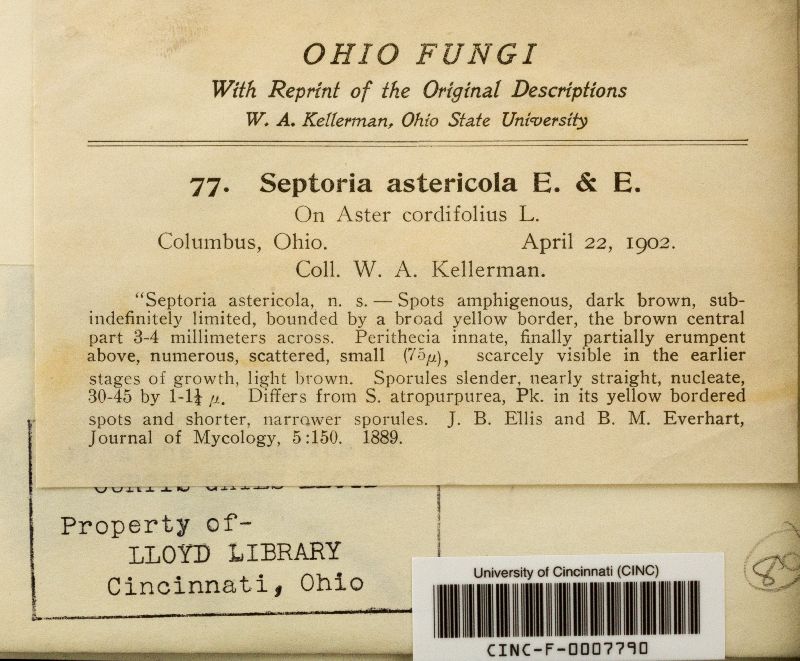 OHIO FUNGI
With Reprint of the Original Descriptions
W. A. Kellerman, Ohio State University
77. Septoria astericola E. & E.
On Aster cordifolius L.
Columbus, Ohio. April 22, 1902.
Coll. W. A. Kellerman.
"Septoria astericola, n. s. — Spots amphigenous, dark brown, sub-
indefinitely limited, bounded by a broad yellow border, the brown central
part 3-4 millimeters across. Perithecia innate, finally partially erumpent
above, numerous, scattered, small (75μ), scarcely visible in the earlier
stages of growth, light brown. Sporules slender, nearly straight, nucleate,
30-45 by 1-1¼ μ. Differs from S. atropurpurea, Pk. in its yellow bordered
spots and shorter, narrower sporules. J. B. Ellis and B. M. Everhart,
Journal of Mycology, 5:150. 1889.
Property of-
LLOYD LIBRARY
Cincinnati, Ohio
University of Cincinnati (CINC)
CINC-F-0007790